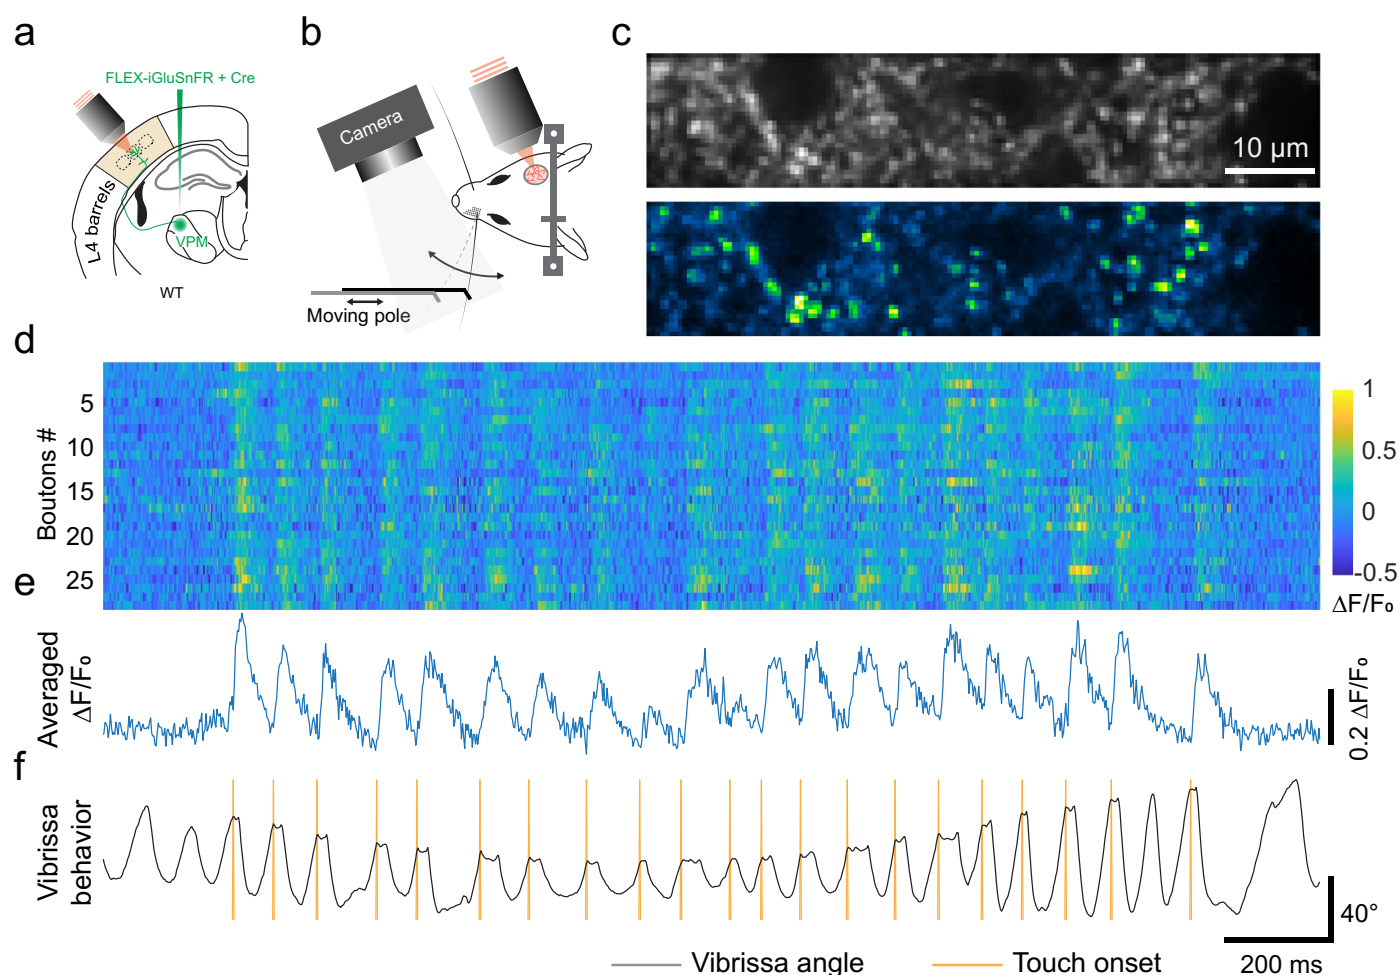 a
b
c
FLEX-iGluSnFR + Cre
L4 barrels
VPM
WT
Camera
Moving pole
10 µm
d
Boutons #
5
10
15
20
25
1
0.5
0
-0.5
ΔF/F₀
e
Averaged
ΔF/F₀
0.2 ΔF/F₀
f
Vibrissa
behavior
40°
200 ms
Vibrissa angle
Touch onset